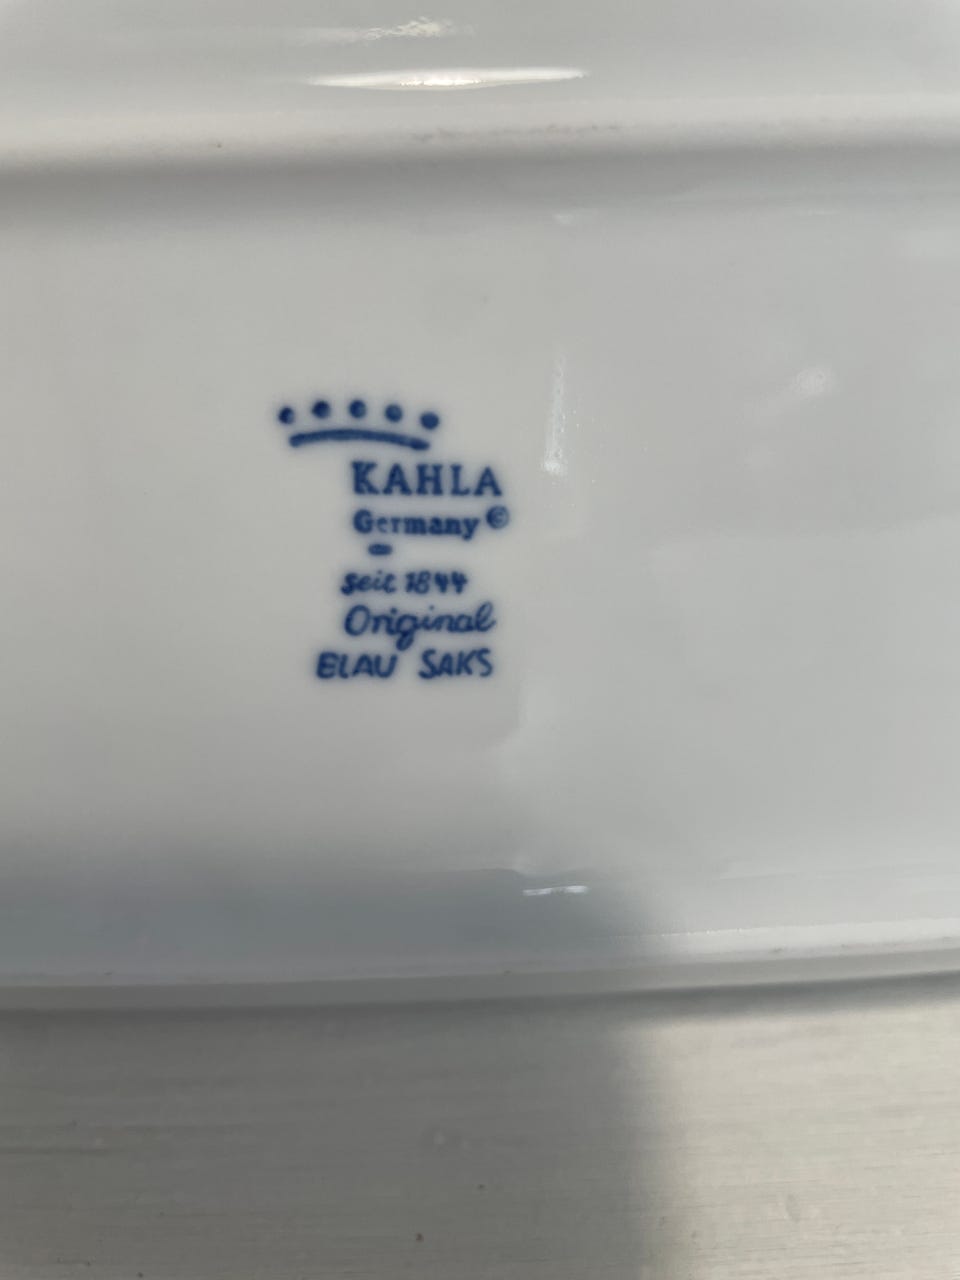 KAHLA
Germany ©
seit 1844
Original
BLAU SAKS